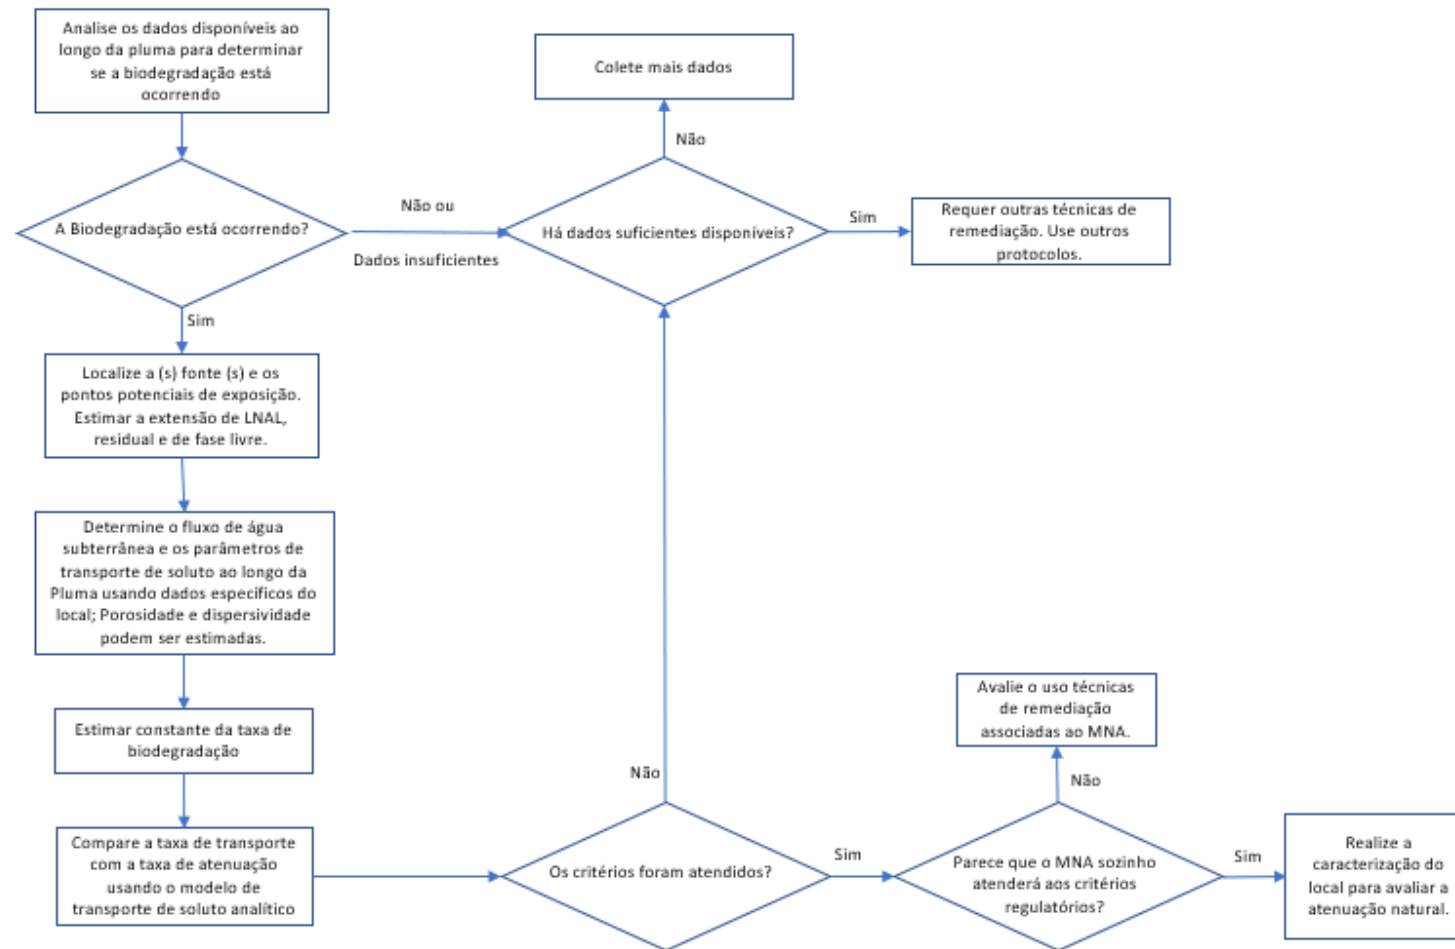 Analise os dados disponíveis ao
longo da pluma para determinar
se a biodegradação está
ocorrendo
Colete mais dados
Não
A Biodegradação está ocorrendo?
Não ou
Dados insuficientes
Há dados suficientes disponíveis?
Sim
Requer outras técnicas de
remediação. Use outros
protocolos.
Sim
Localize a (s) fonte (s) e os
pontos potenciais de exposição.
Estimar a extensão de LNAL,
residual e de fase livre.
Determine o fluxo de água
subterrânea e os parâmetros de
transporte de soluto ao longo da
Pluma usando dados específicos do
local; Porosidade e dispersividade
podem ser estimadas.
Estimar constante da taxa de
biodegradação
Compare a taxa de transporte
com a taxa de atenuação
usando o modelo de
transporte de soluto analítico
Não
Os critérios foram atendidos?
Sim
Avalie o uso técnicas
de remediação
associadas ao MNA.
Não
Parece que o MNA sozinho
atenderá aos critérios
regulatórios?
Sim
Realize a
caracterização do
local para avaliar a
atenuação natural.